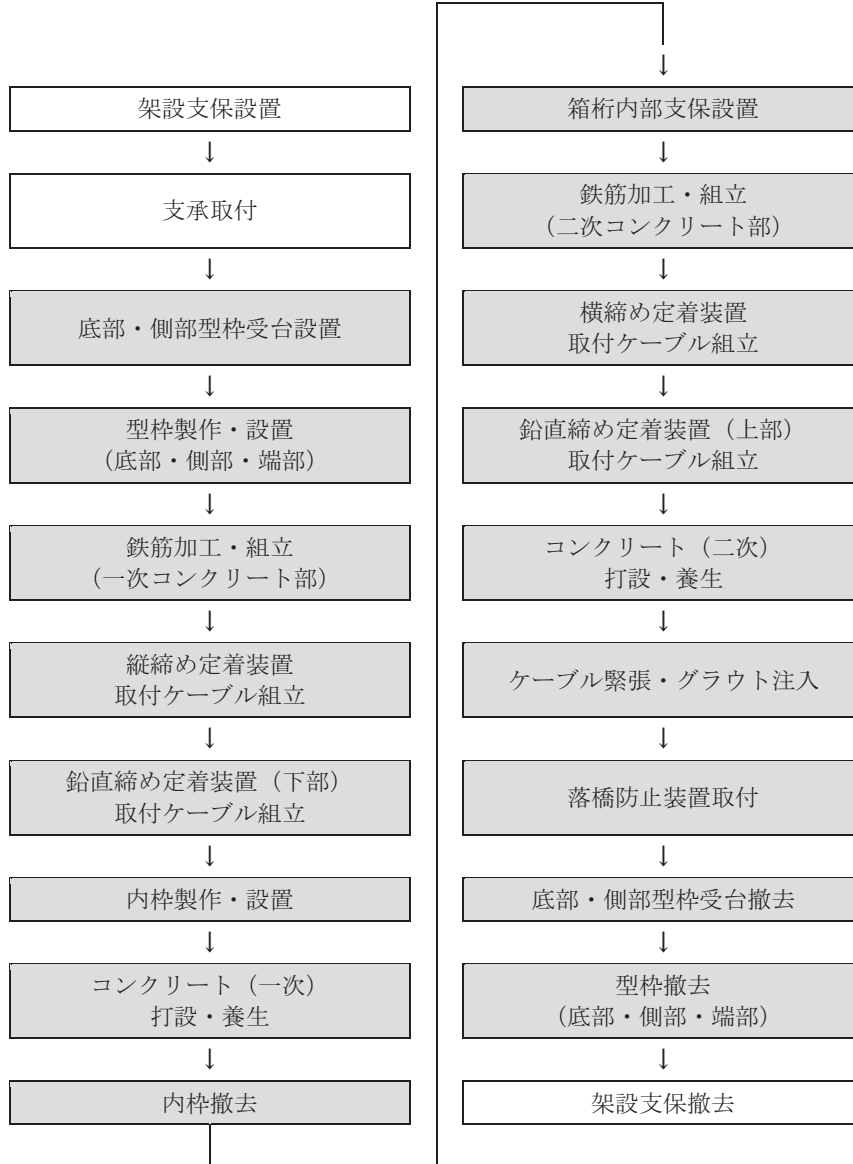 架設支保設置
↓
支承取付
↓
底部・側部型枠受台設置
↓
型枠製作・設置
（底部・側部・端部）
↓
鉄筋加工・組立
（一次コンクリート部）
↓
縦締め定着装置
取付ケーブル組立
↓
鉛直締め定着装置（下部）
取付ケーブル組立
↓
内枠製作・設置
↓
コンクリート（一次）
打設・養生
↓
内枠撤去
↓
箱桁内部支保設置
↓
鉄筋加工・組立
（二次コンクリート部）
↓
横締め定着装置
取付ケーブル組立
↓
鉛直締め定着装置（上部）
取付ケーブル組立
↓
コンクリート（二次）
打設・養生
↓
ケーブル緊張・グラウト注入
↓
落橋防止装置取付
↓
底部・側部型枠受台撤去
↓
型枠撤去
（底部・側部・端部）
↓
架設支保撤去